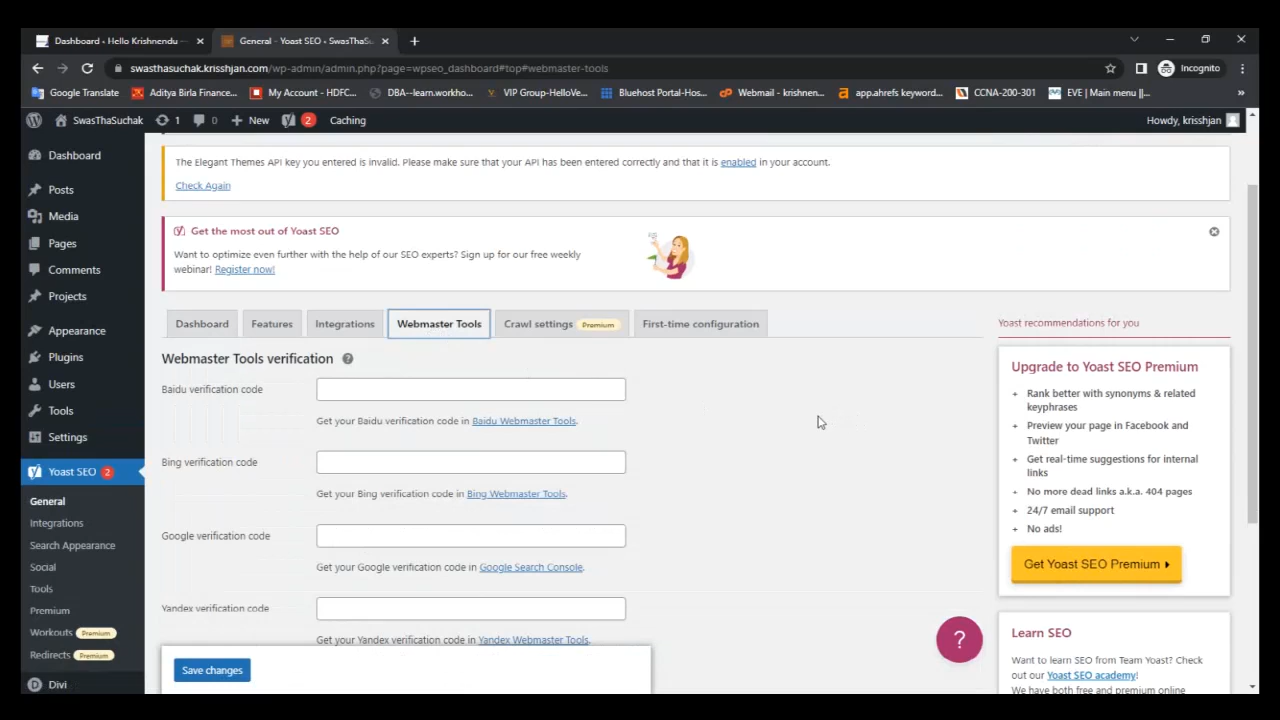 Dashboard ‹ Hello Krishnendu —
General - Yoast SEO ‹ SwasThaSu
swasthasuchak.krisshjan.com/wp-admin/admin.php?page=wpseo_dashboard#top#webmaster-tools
Incognito
Google Translate
Aditya Birla Finance...
My Account - HDFC...
DBA--learn.workho...
VIP Group-HelloVe...
Bluehost Portal-Hos...
Webmail - krishnen...
app.ahrefs keyword...
CCNA-200-301
EVE | Main menu ||...
»
SwasThaSuchak
1
0
New
2
Caching
Howdy, krisshjan
Dashboard
Posts
Media
Pages
Comments
Projects
Appearance
Plugins
Users
Tools
Settings
Yoast SEO 2
General
Integrations
Search Appearance
Social
Tools
Premium
Workouts Premium
Redirects Premium
Divi
The Elegant Themes API key you entered is invalid. Please make sure that your API has been entered correctly and that it is enabled in your account.
Check Again
Get the most out of Yoast SEO
Want to optimize even further with the help of our SEO experts? Sign up for our free weekly
webinar! Register now!
Dashboard
Features
Integrations
Webmaster Tools
Crawl settings Premium
First-time configuration
Webmaster Tools verification ?
Baidu verification code
Get your Baidu verification code in Baidu Webmaster Tools.
Bing verification code
Get your Bing verification code in Bing Webmaster Tools.
Google verification code
Get your Google verification code in Google Search Console.
Yandex verification code
Get your Yandex verification code in Yandex Webmaster Tools.
Save changes
Yoast recommendations for you
Upgrade to Yoast SEO Premium
+ Rank better with synonyms & related
keyphrases
+ Preview your page in Facebook and
Twitter
+ Get real-time suggestions for internal
links
+ No more dead links a.k.a. 404 pages
+ 24/7 email support
+ No ads!
Get Yoast SEO Premium
?
Learn SEO
Want to learn SEO from Team Yoast? Check
out our Yoast SEO academy!
We have both free and premium online